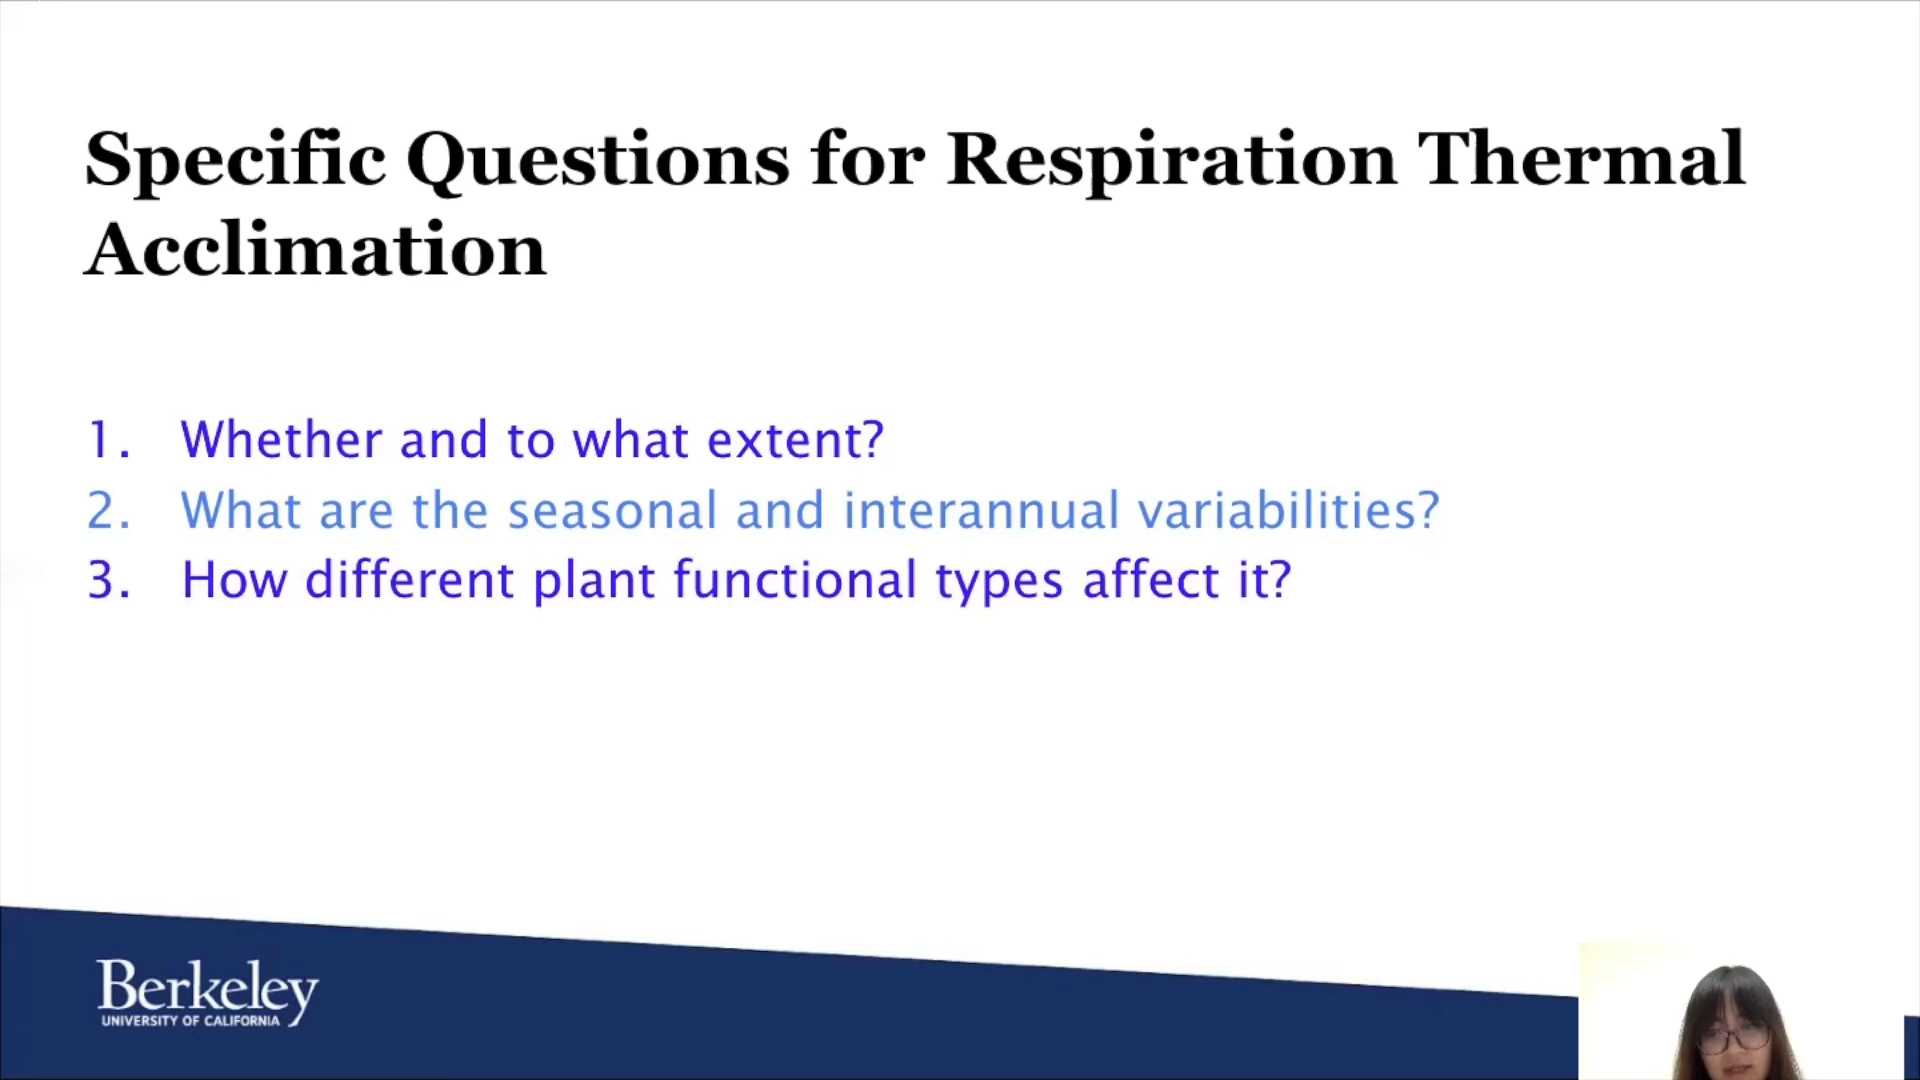 Specific Questions for Respiration Thermal
Acclimation
1. Whether and to what extent?
2. What are the seasonal and interannual variabilities?
3. How different plant functional types affect it?
Berkeley
UNIVERSITY OF CALIFORNIA